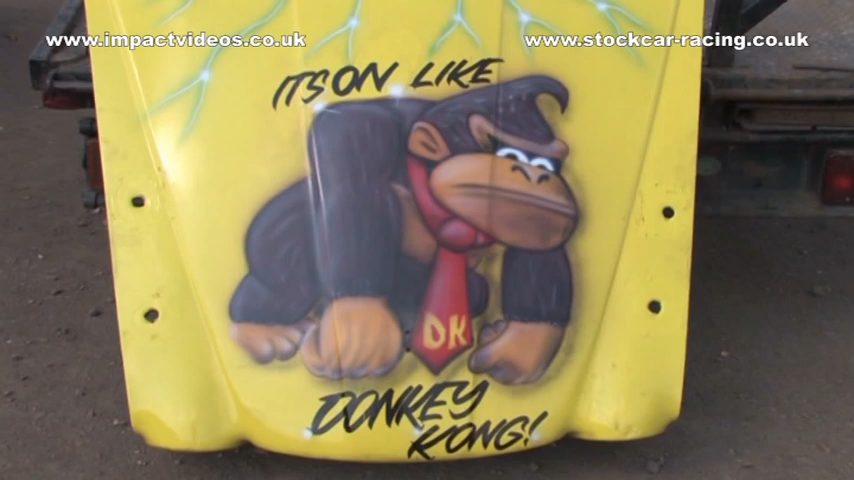 www.impactvideos.co.uk www.stockcar-racing.co.uk
ITS ON LIKE
DK
DONKEY
KONG!